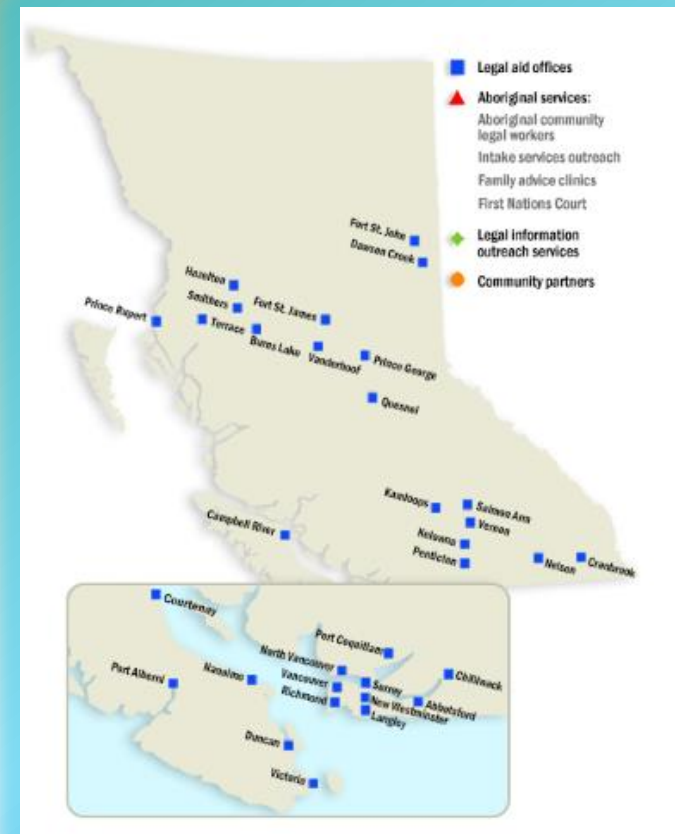 Legal aid offices
Aboriginal services:
Aboriginal community
legal workers
Intake services outreach
Family advice clinics
First Nations Court
Legal information
outreach services
Community partners
Fort St. John
Dawson Creek
Hazelton
Smithers
Fort St. James
Prince Rupert
Terrace
Burns Lake
Vanderhoof
Prince George
Quesnel
Kamloops
Salmon Arm
Vernon
Campbell River
Kelowna
Penticton
Nelson
Cranbrook
Courtenay
Port Coquitlam
North Vancouver
Chilliwack
Port Alberni
Nanaimo
Vancouver
Surrey
Richmond
New Westminster
Abbotsford
Langley
Duncan
Victoria